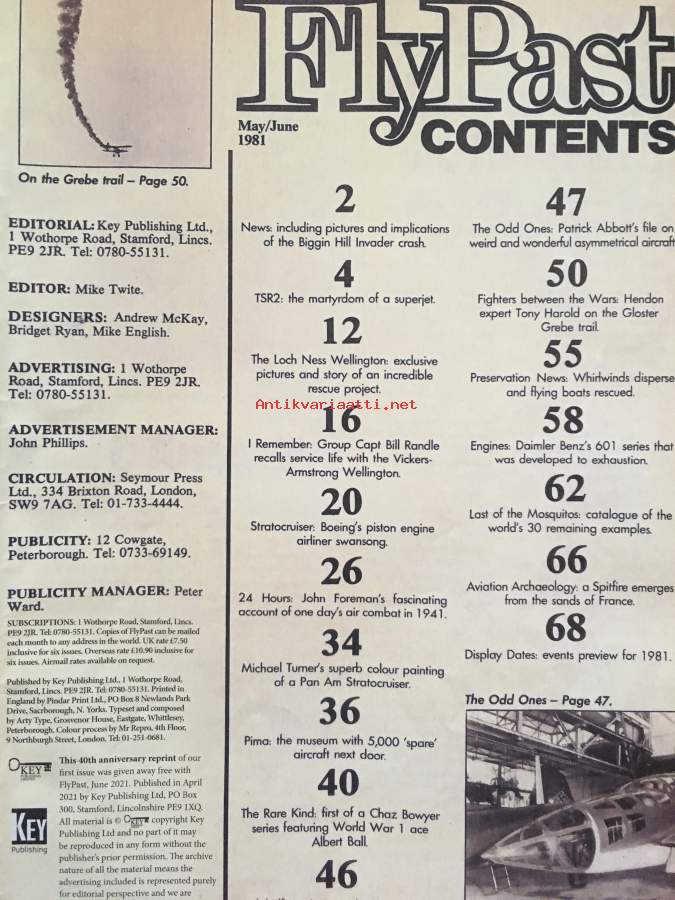 On the Grebe trail – Page 50.
EDITORIAL: Key Publishing Ltd.,
1 Wothorpe Road, Stamford, Lincs.
PE9 2JR. Tel: 0780-55131.
EDITOR: Mike Twite.
DESIGNERS: Andrew McKay,
Bridget Ryan, Mike English.
ADVERTISING: 1 Wothorpe
Road, Stamford, Lincs. PE9 2JR.
Tel: 0780-55131.
ADVERTISEMENT MANAGER:
John Phillips.
CIRCULATION: Seymour Press
Ltd., 334 Brixton Road, London,
SW9 7AG. Tel: 01-733-4444.
PUBLICITY: 12 Cowgate,
Peterborough. Tel: 0733-69149.
PUBLICITY MANAGER: Peter
Ward.
SUBSCRIPTIONS: 1 Wothorpe Road, Stamford, Lincs.
PE9 2JR. Tel: 0780-55131. Copies of FlyPast can be mailed
each month to any address in the world. UK rate £7.50
inclusive for six issues. Overseas rate £10.90 inclusive for
six issues. Airmail rates available on request.
Published by Key Publishing Ltd., 1 Wothorpe Road,
Stamford, Lincs. PE9 2JR. Tel: 0780-55131. Printed in
England by Pindar Print Ltd., PO Box 8 Newlands Park
Drive, Sacrborough, N. Yorks. Typeset and composed
by Arty Type, Grosvenor House, Eastgate, Whittlesey,
Peterborough. Colour process by Mr Repro, 4th Floor,
9 Northburgh Street, London. Tel: 01-251-0681.
KEY
This 40th anniversary reprint of our
first issue was given away free with
FlyPast, June 2021. Published in April
2021 by Key Publishing Ltd, PO Box
300, Stamford, Lincolnshire PE9 1XQ.
All material is © KEY copyright Key
Publishing Ltd and no part of it may
be reproduced in any form without the
publisher's prior permission. The archive
nature of all the material means the
advertising included is represented purely
for editorial perspective and we are
KEY
Publishing
FlyPast
May/June
1981
CONTENTS
2
News: including pictures and implications
of the Biggin Hill Invader crash.
4
TSR2: the martyrdom of a superjet.
12
The Loch Ness Wellington: exclusive
pictures and story of an incredible
rescue project.
Antikvariaatti.net
16
I Remember: Group Capt Bill Randle
recalls service life with the Vickers-
Armstrong Wellington.
20
Stratocruiser: Boeing's piston engine
airliner swansong.
26
24 Hours: John Foreman's fascinating
account of one day's air combat in 1941.
34
Michael Turner's superb colour painting
of a Pan Am Stratocruiser.
36
Pima: the museum with 5,000 'spare'
aircraft next door.
40
The Rare Kind: first of a Chaz Bowyer
series featuring World War 1 ace
Albert Ball.
46
47
The Odd Ones: Patrick Abbott's file on
weird and wonderful asymmetrical aircraft
50
Fighters between the Wars: Hendon
expert Tony Harold on the Gloster
Grebe trail.
55
Preservation News: Whirlwinds disperse
and flying boats rescued.
58
Engines: Daimler Benz's 601 series that
was developed to exhaustion.
62
Last of the Mosquitos: catalogue of the
world's 30 remaining examples.
66
Aviation Archaeology: a Spitfire emerges
from the sands of France.
68
Display Dates: events preview for 1981.
The Odd Ones – Page 47.